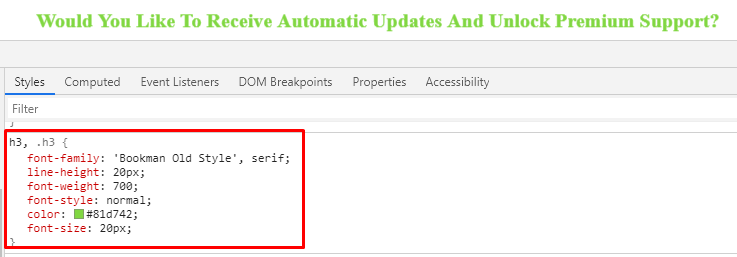 Would You Like To Receive Automatic Updates And Unlock Premium Support?
Styles Computed Event Listeners DOM Breakpoints Properties Accessibility
Filter
}
h3, .h3 {
font-family: 'Bookman Old Style', serif;
line-height: 20px;
font-weight: 700;
font-style: normal;
color: #81d742;
font-size: 20px;
}